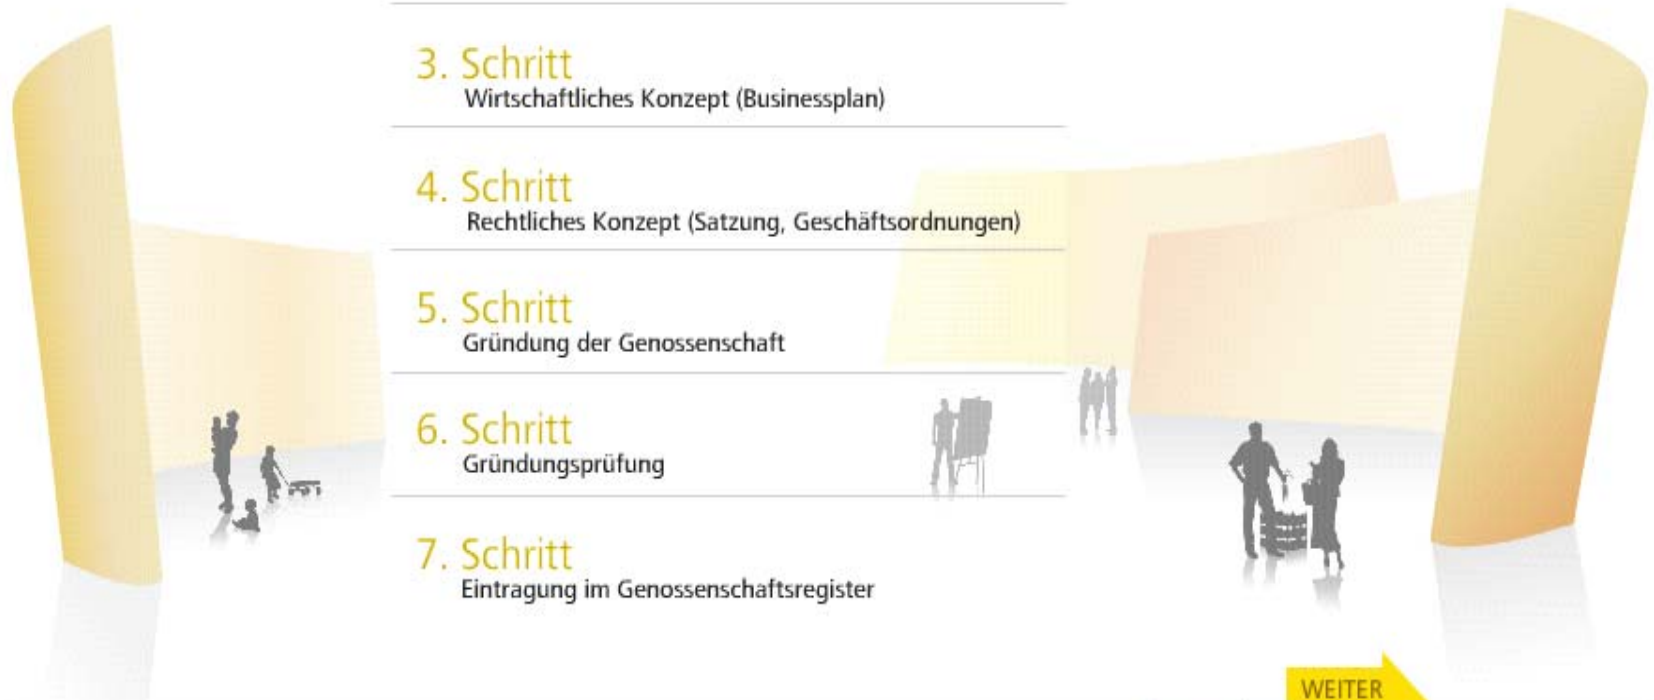 3. Schritt
Wirtschaftliches Konzept (Businessplan)
4. Schritt
Rechtliches Konzept (Satzung, Geschäftsordnungen)
5. Schritt
Gründung der Genossenschaft
6. Schritt
Gründungsprüfung
7. Schritt
Eintragung im Genossenschaftsregister
WEITER